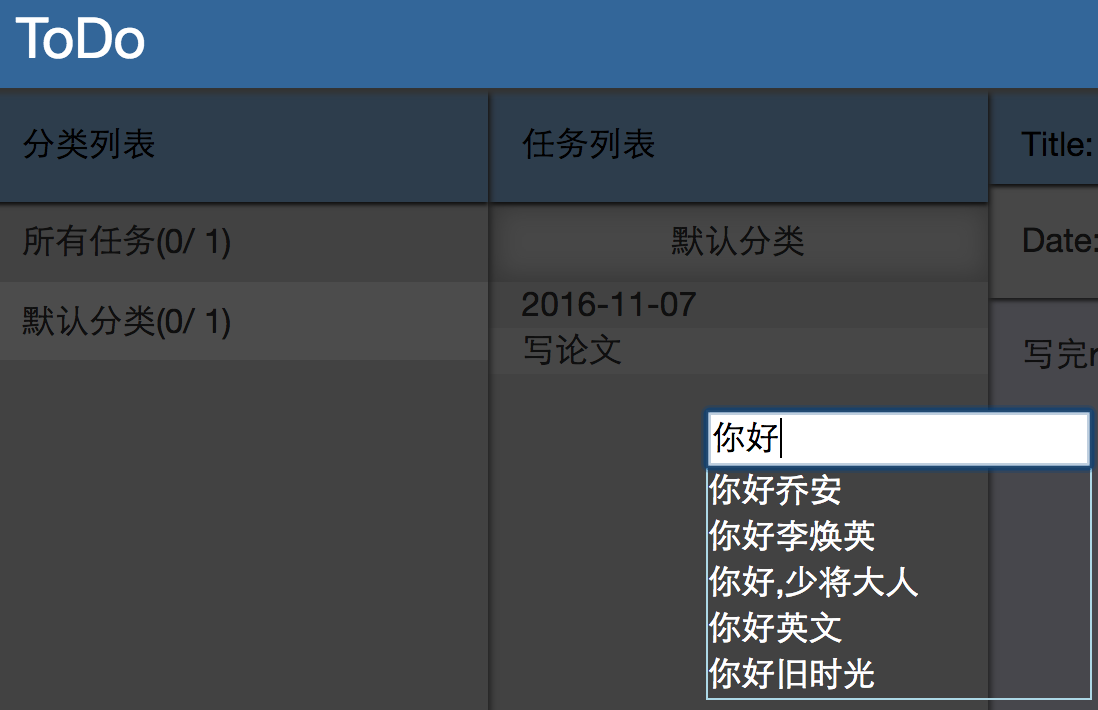 ToDo
分类列表
所有任务(0/ 1)
默认分类(0/ 1)
任务列表
默认分类
2016-11-07
写论文
Title:
Date:
写完r
你好
你好乔安
你好李焕英
你好,少将大人
你好英文
你好旧时光